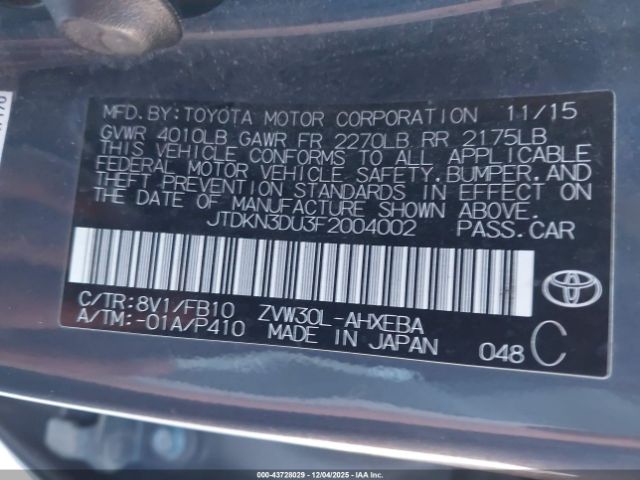 MFD. BY:TOYOTA MOTOR CORPORATION 11/15
GVWR 4010LB GAWR FR 2270LB RR 2175LB
THIS VEHICLE CONFORMS TO ALL APPLICABLE
FEDERAL MOTOR VEHICLE SAFETY,BUMPER,AND
THEFT PREVENTION STANDARDS IN EFFECT ON
THE DATE OF MANUFACTURE SHOWN ABOVE.
JTDKN3DU3F2004002 PASS.CAR
C/TR:8V1/FB10 ZVW30L-AHXEBA
A/TM:-01A/P410 MADE IN JAPAN
048 C
000-43728029 - 12/04/2025 - IAAI.CA